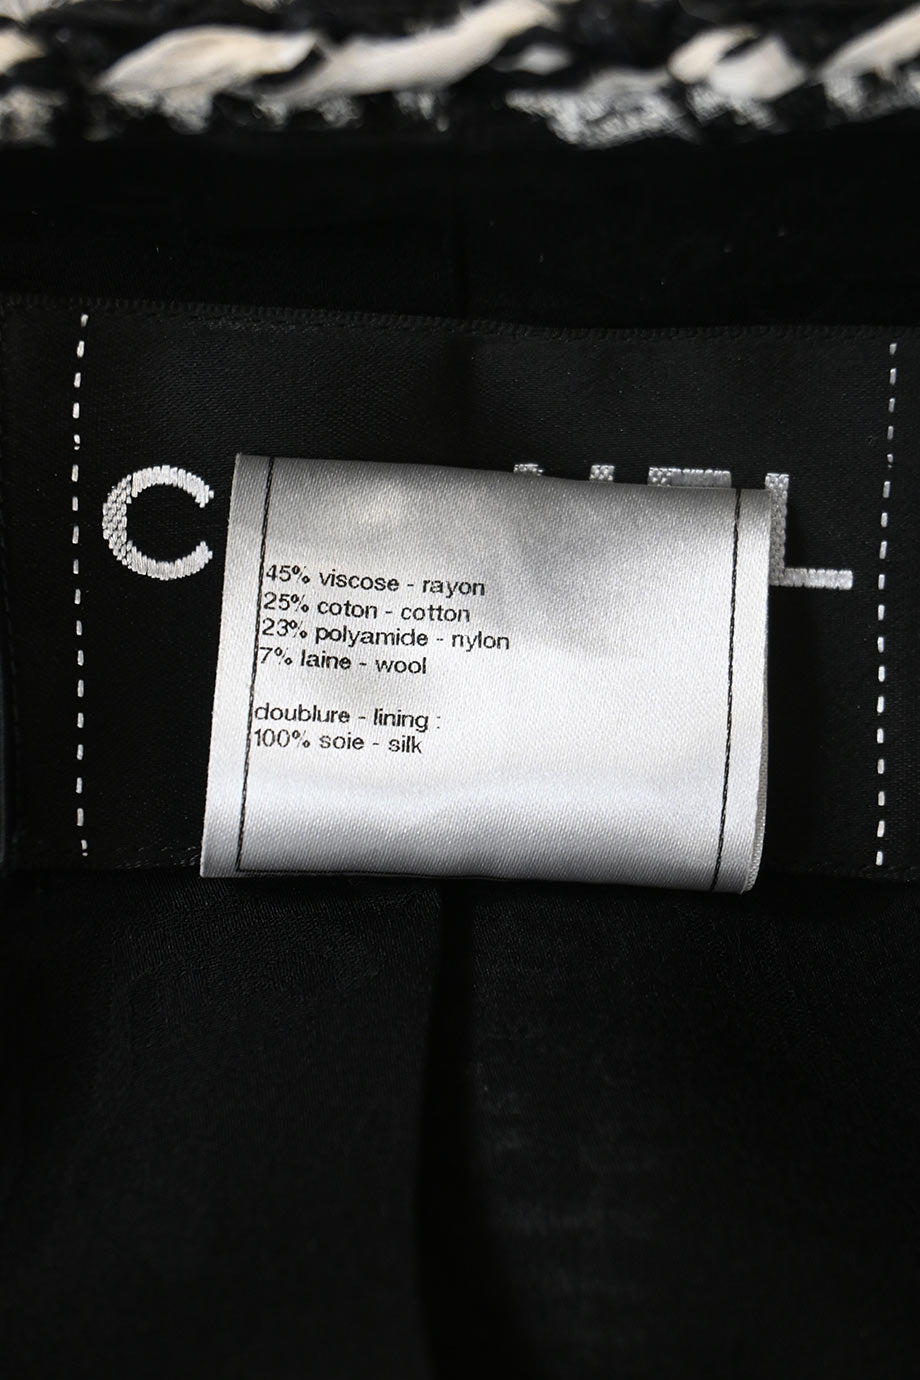 45% viscose - rayon
25% coton - cotton
23% polyamide - nylon
7% laine - wool
doublure - lining :
100% soie - silk